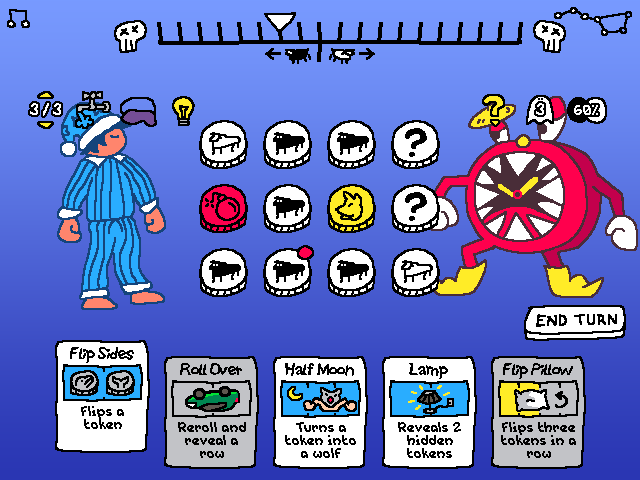 3/3
?
3
60%
?
?
END TURN
Flip Sides
Flips a
token
Roll Over
Reroll and
reveal a
row
Half Moon
Turns a
token into
a wolf
Lamp
Reveals 2
hidden
tokens
Flip Pillow
Flips three
tokens in a
row